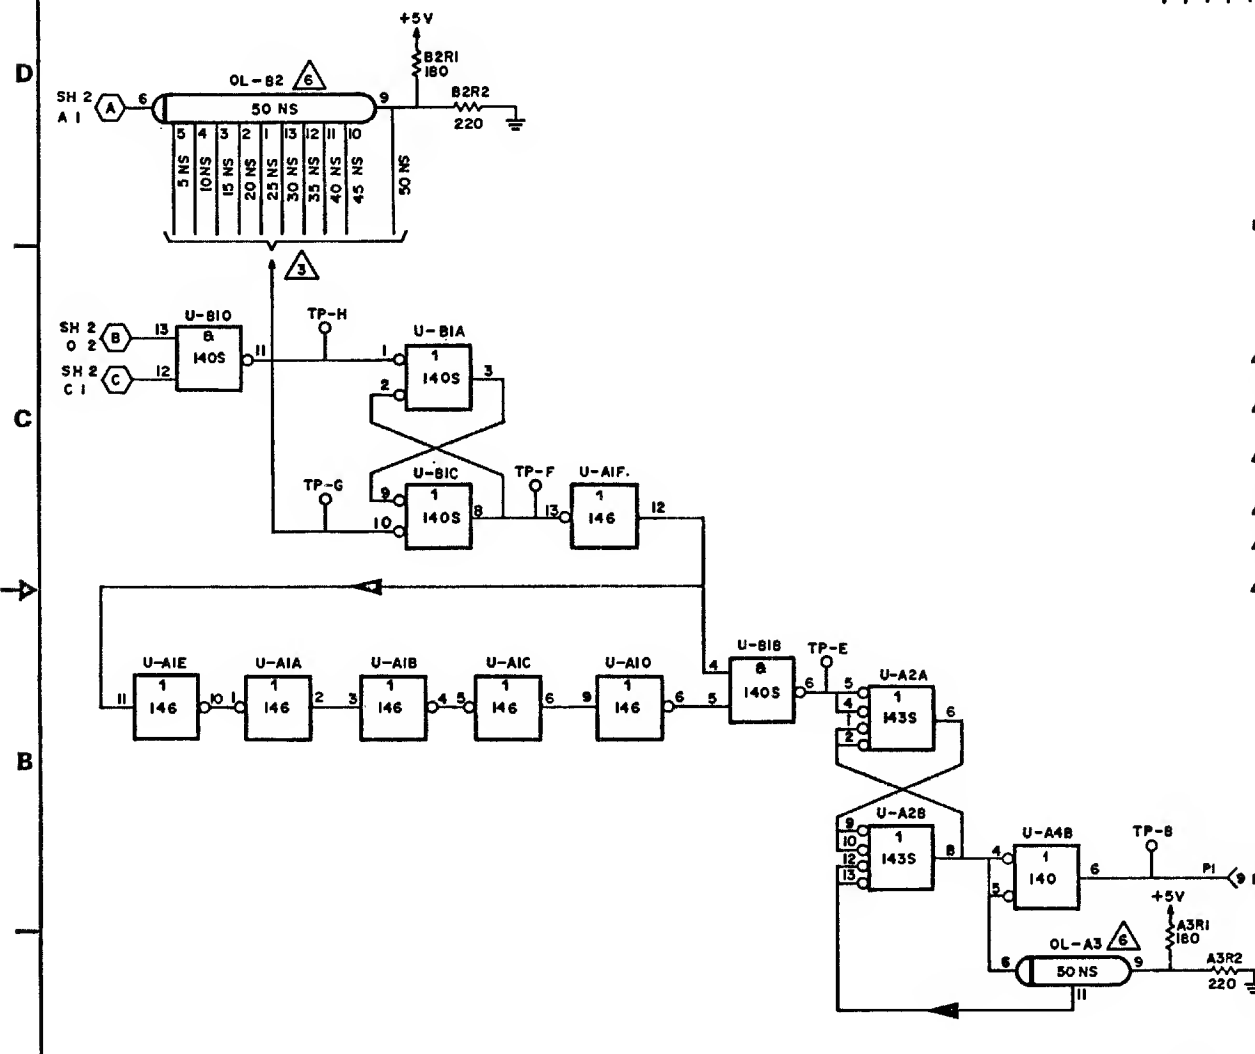 +5V
D
B2R1
180
OL-B2 6
SH 2
A 1
A
6
50 NS
9
B2R2
220
5 4 3 2 1 13 12 11 10
5 NS
10NS
15 NS
20 NS
25 NS
30 NS
35 NS
40 NS
45 NS
50 NS
3
U-B1O
TP-H
U-B1A
SH 2
O 2
B
13
&
140S
11
1
1
140S
3
SH 2
C 1
C
12
2
C
TP-G
U-B1C
TP-F
U-A1F.
9
1
140S
8
13
1
146
12
10
U-B1B
TP-E
U-A1E
U-A1A
U-A1B
U-A1C
U-A1O
4
&
140S
6
5
U-A2A
11
1
146
10
1
1
146
2
3
1
146
4
5
1
146
6
9
1
146
6
5
4
1
2
1
143S
6
B
U-A2B
U-A4B
TP-B
9
10
12
13
1
143S
8
4
5
1
140
6
P1
9
+5V
A3R1
180
OL-A3 6
6
50 NS
9
A3R2
220
11